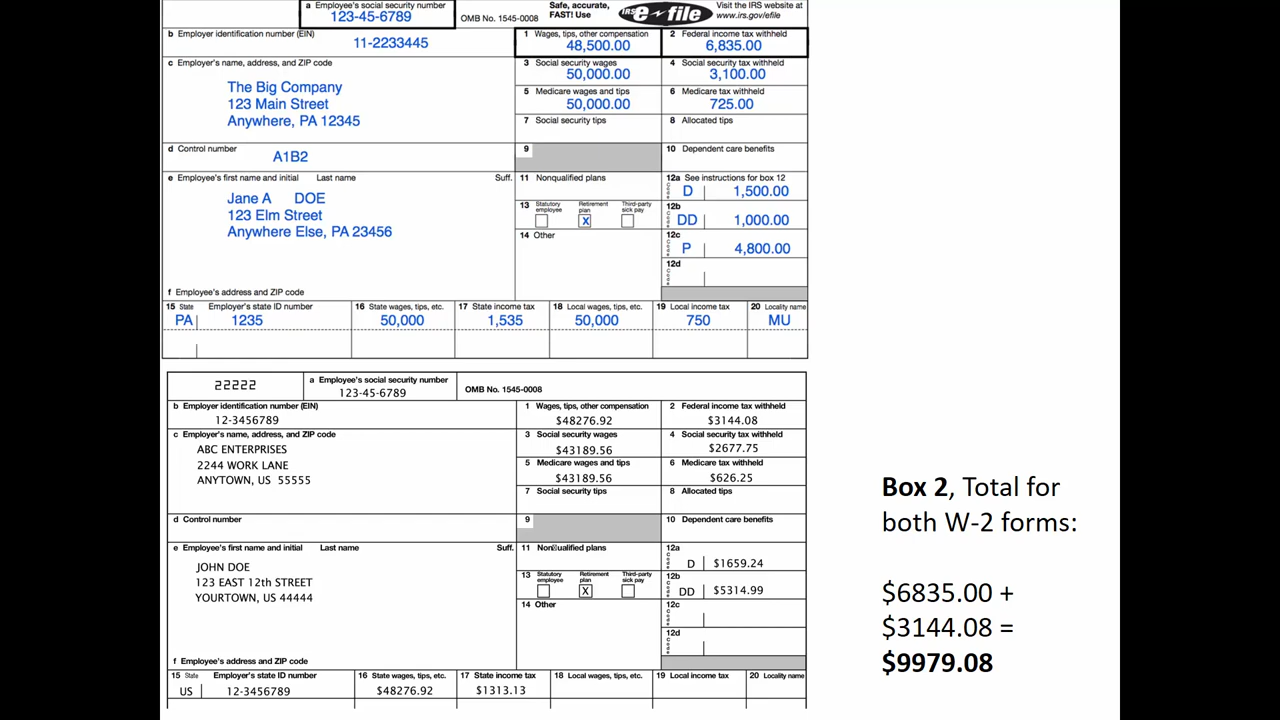 a Employee's social security number
123-45-6789
OMB No. 1545-0008
Safe, accurate,
FAST! Use
IRS e~file
Visit the IRS website at
www.irs.gov/efile
b Employer identification number (EIN)
11-2233445
1 Wages, tips, other compensation
48,500.00
2 Federal income tax withheld
6,835.00
c Employer's name, address, and ZIP code
The Big Company
123 Main Street
Anywhere, PA 12345
3 Social security wages
50,000.00
4 Social security tax withheld
3,100.00
5 Medicare wages and tips
50,000.00
6 Medicare tax withheld
725.00
7 Social security tips
8 Allocated tips
d Control number
A1B2
9
10 Dependent care benefits
e Employee's first name and initial Last name Suff.
Jane A DOE
123 Elm Street
Anywhere Else, PA 23456
11 Nonqualified plans
12a See instructions for box 12
Code D 1,500.00
13 Statutory employee Retirement plan Third-party sick pay
X
12b
Code DD 1,000.00
14 Other
12c
Code P 4,800.00
12d
Code
f Employee's address and ZIP code
15 State Employer's state ID number 16 State wages, tips, etc. 17 State income tax 18 Local wages, tips, etc. 19 Local income tax 20 Locality name
PA 1235 50,000 1,535 50,000 750 MU
22222
a Employee's social security number
123-45-6789
OMB No. 1545-0008
b Employer identification number (EIN)
12-3456789
1 Wages, tips, other compensation
$48276.92
2 Federal income tax withheld
$3144.08
c Employer's name, address, and ZIP code
ABC ENTERPRISES
2244 WORK LANE
ANYTOWN, US 55555
3 Social security wages
$43189.56
4 Social security tax withheld
$2677.75
5 Medicare wages and tips
$43189.56
6 Medicare tax withheld
$626.25
7 Social security tips
8 Allocated tips
d Control number
9
10 Dependent care benefits
e Employee's first name and initial Last name Suff.
JOHN DOE
123 EAST 12th STREET
YOURTOWN, US 44444
11 Nonqualified plans
12a
Code D $1659.24
13 Statutory employee Retirement plan Third-party sick pay
X
12b
Code DD $5314.99
14 Other
12c
Code
12d
Code
f Employee's address and ZIP code
15 State Employer's state ID number 16 State wages, tips, etc. 17 State income tax 18 Local wages, tips, etc. 19 Local income tax 20 Locality name
US 12-3456789 $48276.92 $1313.13
Box 2, Total for
both W-2 forms:
$6835.00 +
$3144.08 =
$9979.08